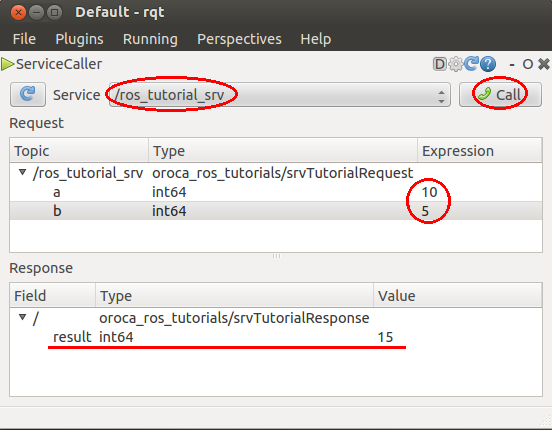 Default - rqt
File Plugins Running Perspectives Help
ServiceCaller D - O
Service /ros_tutorial_srv Call
Request
Topic Type Expression
/ros_tutorial_srv oroca_ros_tutorials/srvTutorialRequest
a int64 10
b int64 5
Response
Field Type Value
/ oroca_ros_tutorials/srvTutorialResponse
result int64 15